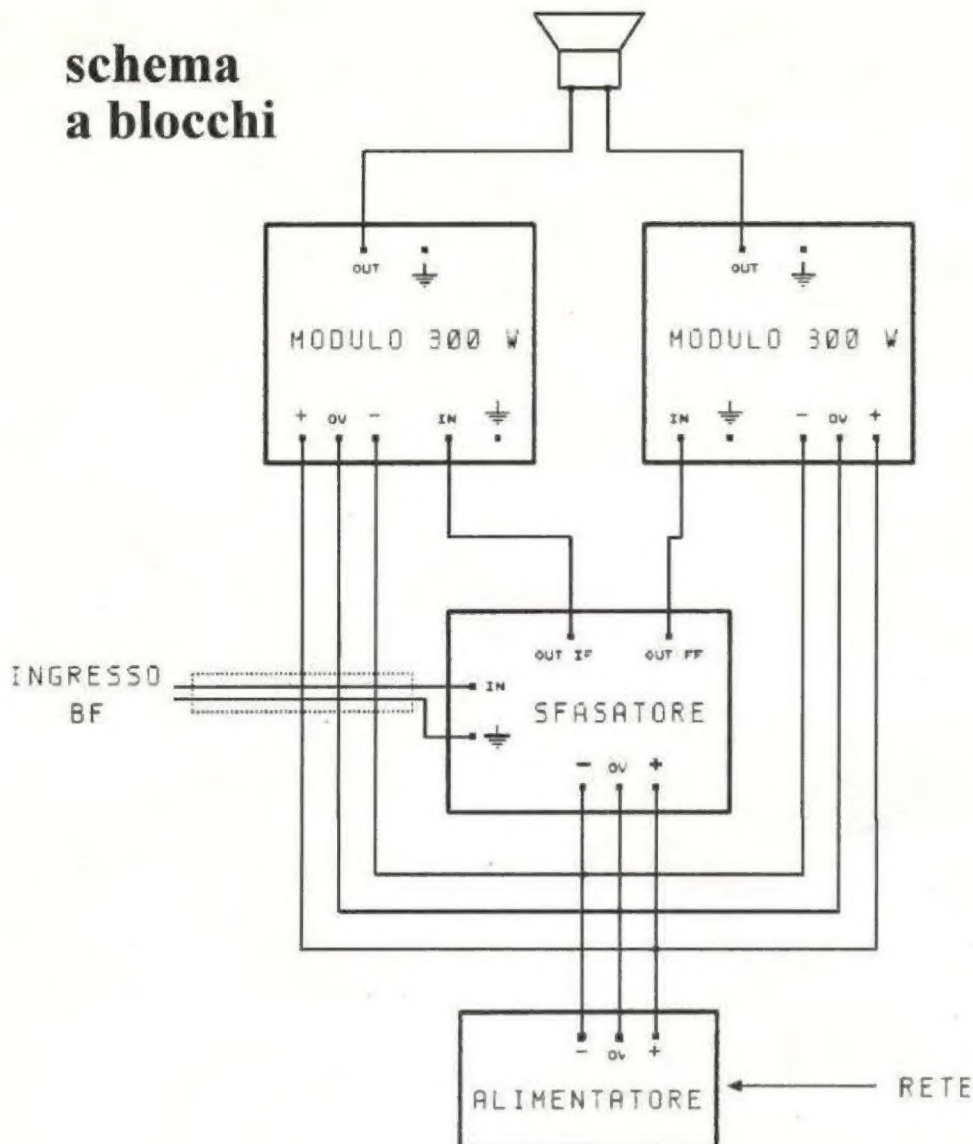 schema
a blocchi
OUT
OUT
MODULO 300 W
MODULO 300 W
+ 0V - IN
IN - 0V +
OUT IF OUT FF
INGRESSO
BF
IN
SFASATORE
- 0V +
- 0V +
ALIMENTATORE
RETE